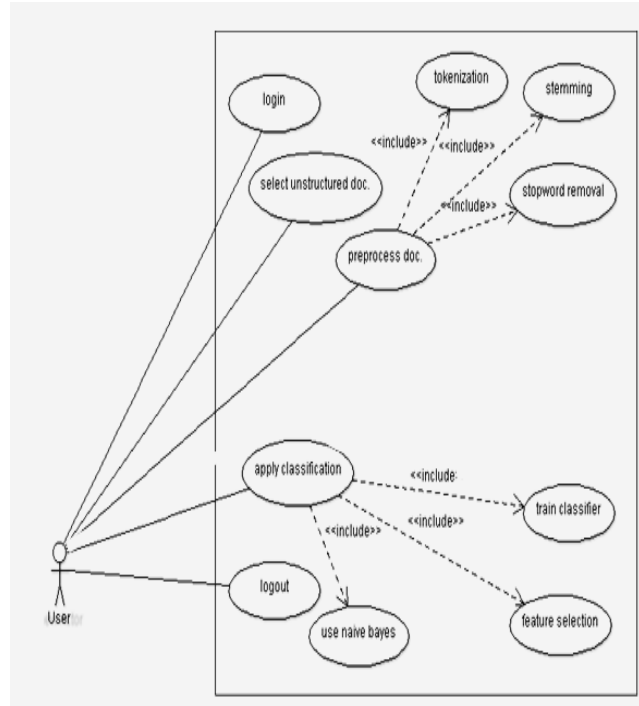 tokenization
stemming
login
<<include>>
<<include>>
select unstructured doc.
<<include>>
stopword removal
preprocess doc.
apply classification
<<include:
train classifier
<<include>>
<<include>>
logout
User
use naive bayes
feature selection